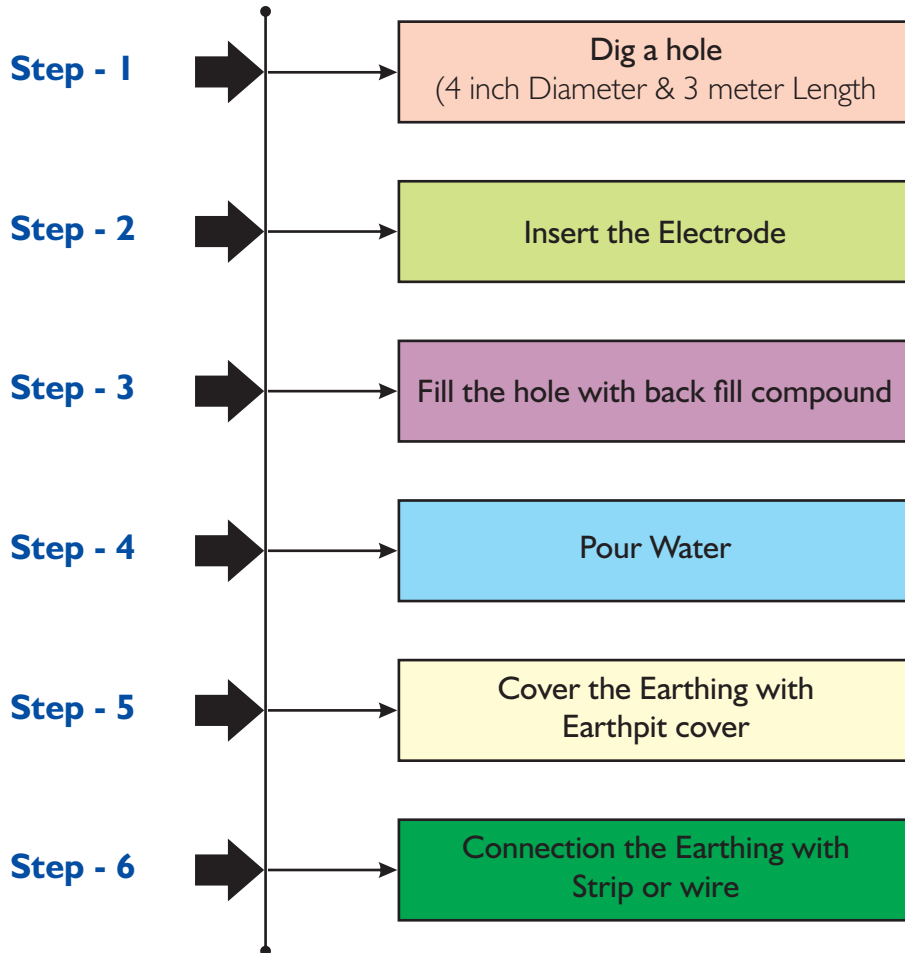 Step - 1
Dig a hole
(4 inch Diameter & 3 meter Length
Step - 2
Insert the Electrode
Step - 3
Fill the hole with back fill compound
Step - 4
Pour Water
Step - 5
Cover the Earthing with
Earthpit cover
Step - 6
Connection the Earthing with
Strip or wire